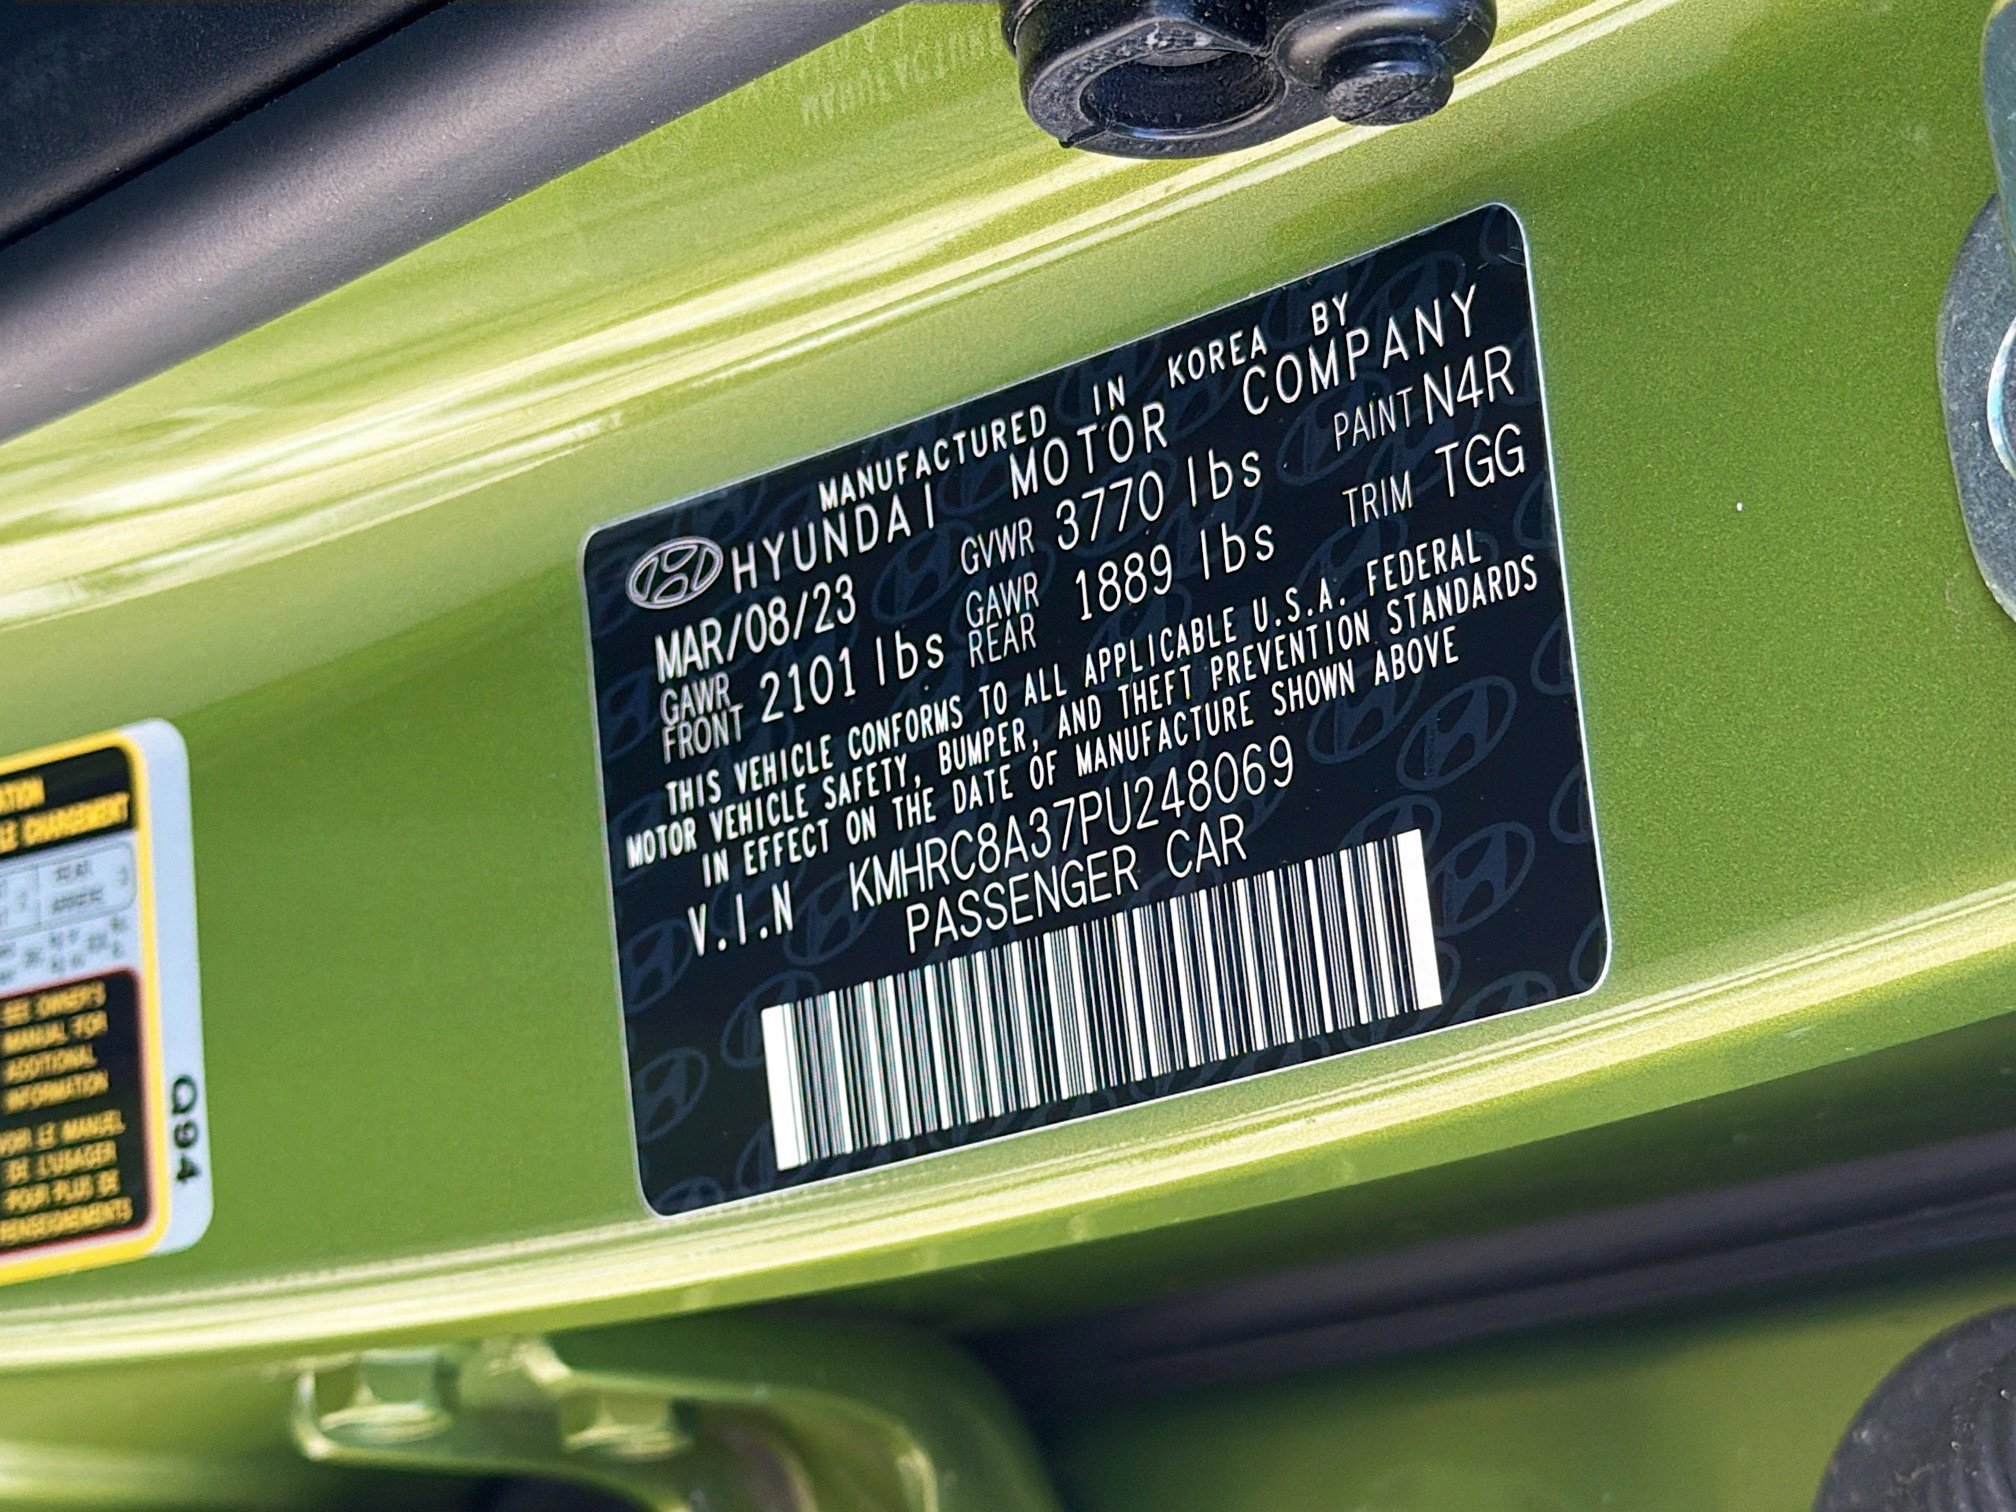 MANUFACTURED IN KOREA BY
HYUNDAI MOTOR COMPANY
MAR/08/23 GVWR 3770 lbs PAINT N4R
GAWR FRONT 2101 lbs GAWR REAR 1889 lbs TRIM TGG
THIS VEHICLE CONFORMS TO ALL APPLICABLE U.S.A. FEDERAL
MOTOR VEHICLE SAFETY, BUMPER, AND THEFT PREVENTION STANDARDS
IN EFFECT ON THE DATE OF MANUFACTURE SHOWN ABOVE
V.I.N KMHRC8A37PU248069
PASSENGER CAR
CHARGEMENT
SEE OWNER'S
MANUAL FOR
ADDITIONAL
INFORMATION
VOIR LE MANUEL
DE L'USAGER
POUR PLUS DE
RENSEIGNEMENTS
Q94